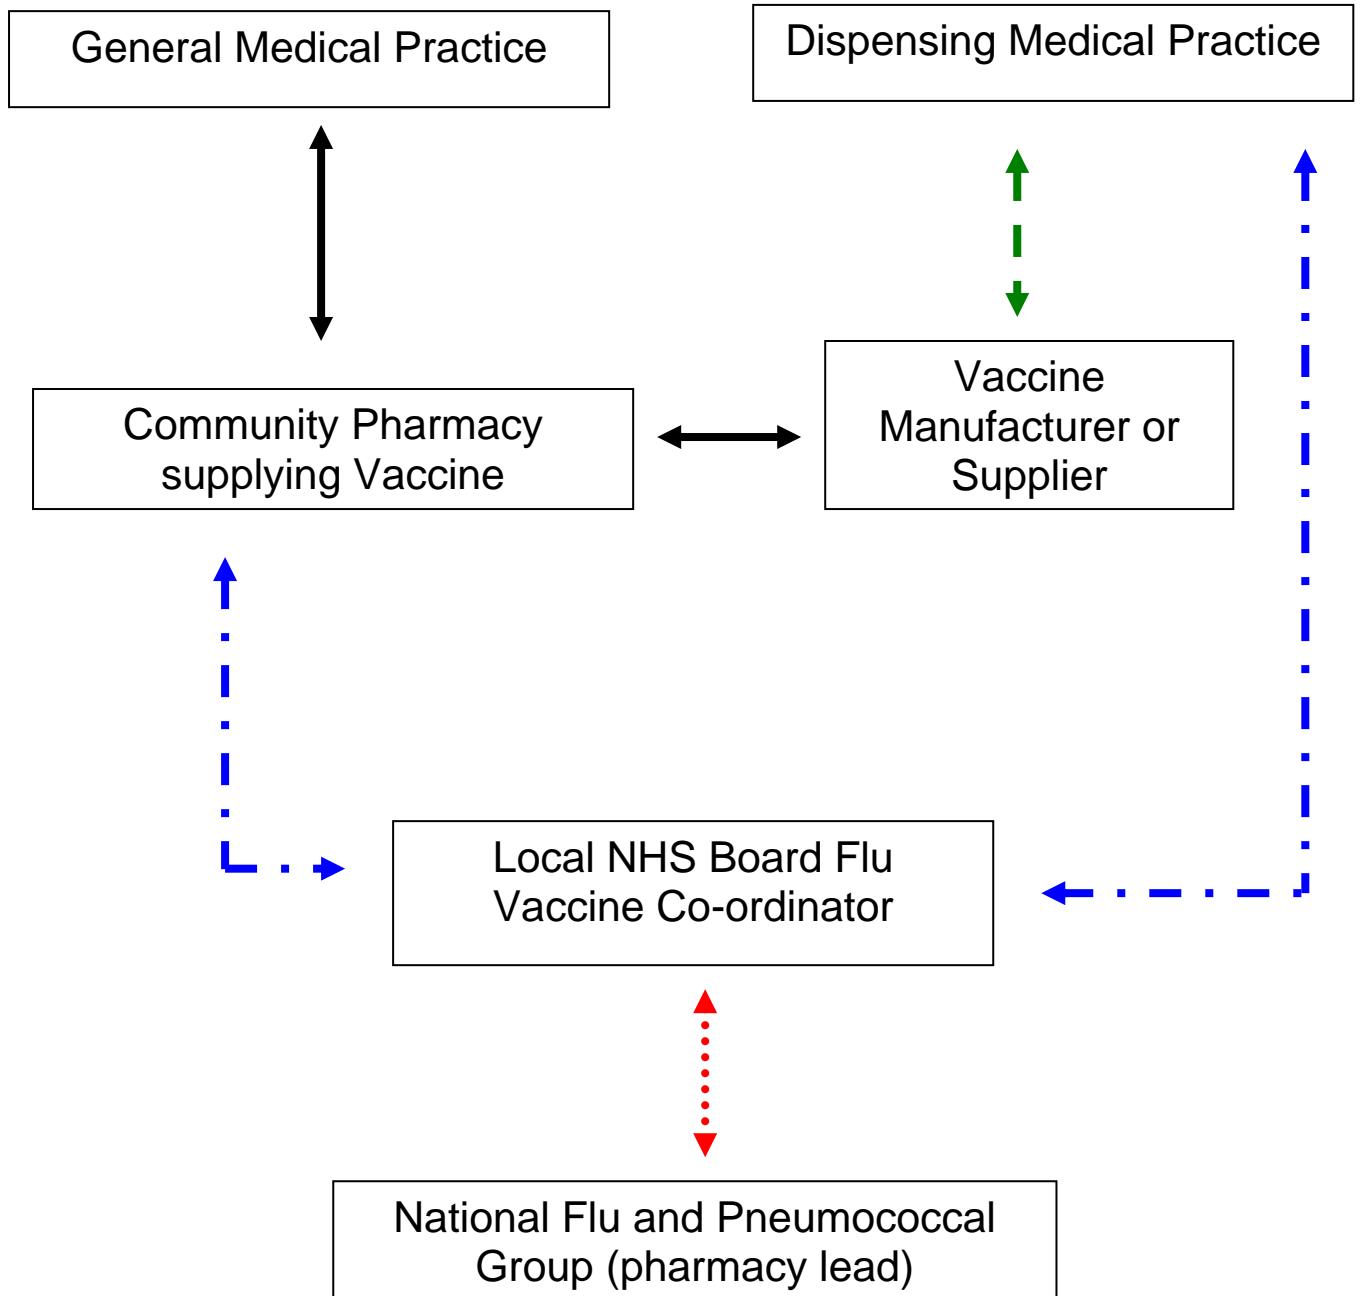 General Medical Practice
Dispensing Medical Practice
Community Pharmacy
supplying Vaccine
Vaccine
Manufacturer or
Supplier
Local NHS Board Flu
Vaccine Co-ordinator
National Flu and Pneumococcal
Group (pharmacy lead)